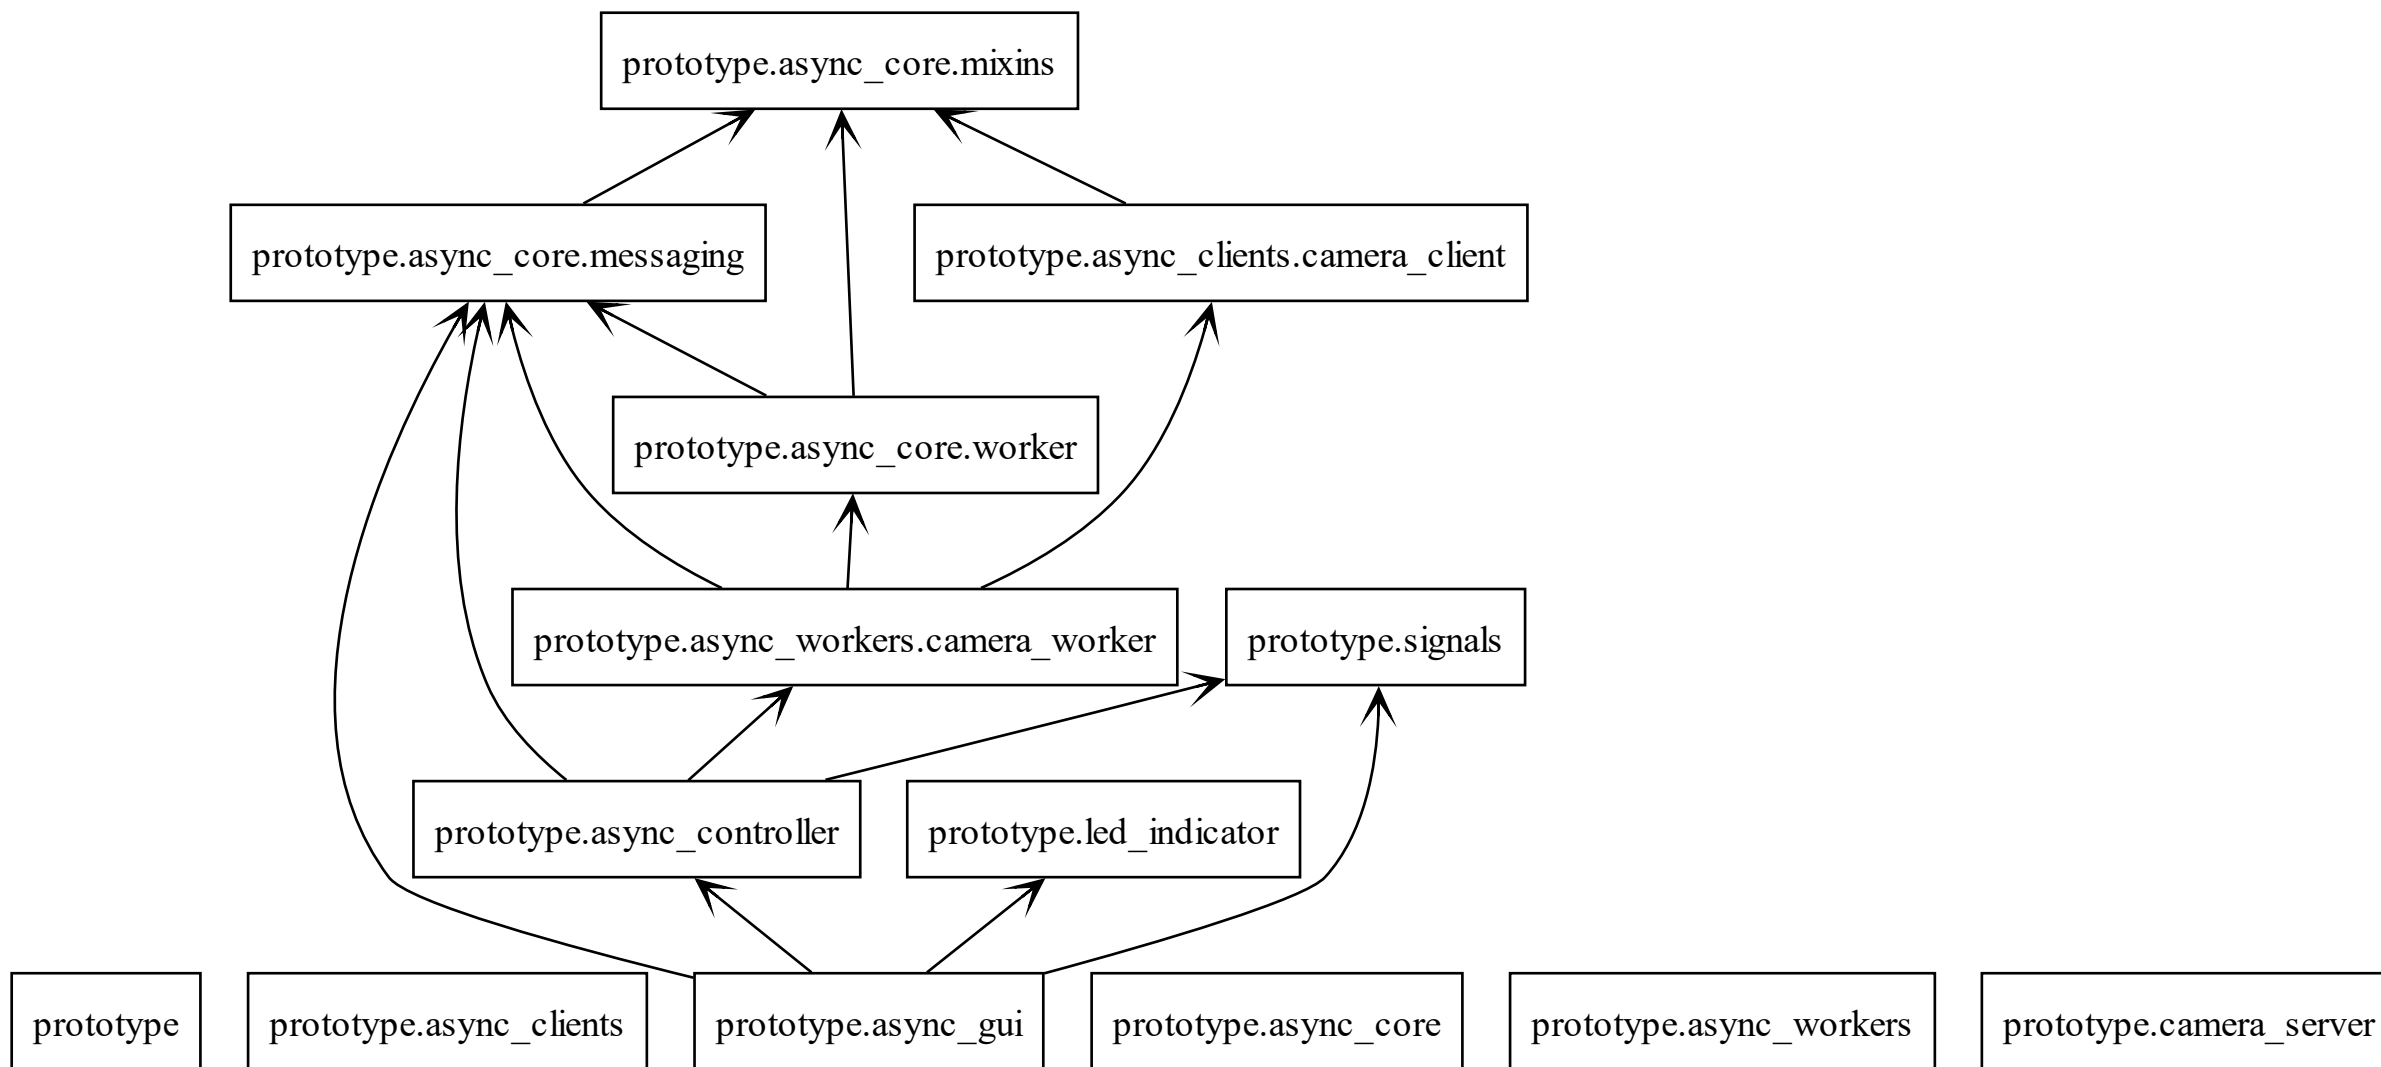 prototype.async_core.mixins
prototype.async_core.messaging
prototype.async_clients.camera_client
prototype.async_core.worker
prototype.async_workers.camera_worker
prototype.signals
prototype.async_controller
prototype.led_indicator
prototype
prototype.async_clients
prototype.async_gui
prototype.async_core
prototype.async_workers
prototype.camera_server